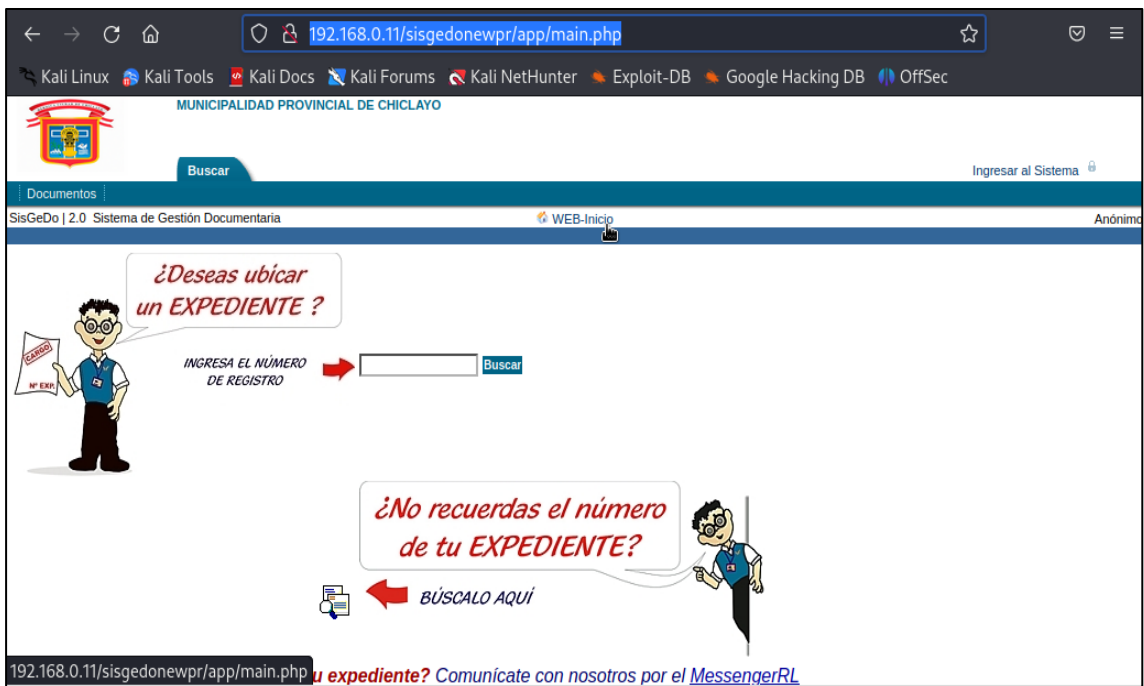 192.168.0.11/sisgedonewpr/app/main.php
Kali Linux Kali Tools Kali Docs Kali Forums Kali NetHunter Exploit-DB Google Hacking DB OffSec
MUNICIPALIDAD PROVINCIAL DE CHICLAYO
Buscar
Ingresar al Sistema
Documentos
SisGeDo | 2.0 Sistema de Gestión Documentaria WEB-Inicio Anónimo
¿Deseas ubicar
un EXPEDIENTE ?
CARGO
Nº EXP.
INGRESA EL NÚMERO
DE REGISTRO
Buscar
¿No recuerdas el número
de tu EXPEDIENTE?
BÚSCALO AQUÍ
192.168.0.11/sisgedonewpr/app/main.php u expediente? Comunícate con nosotros por el MessengerRL